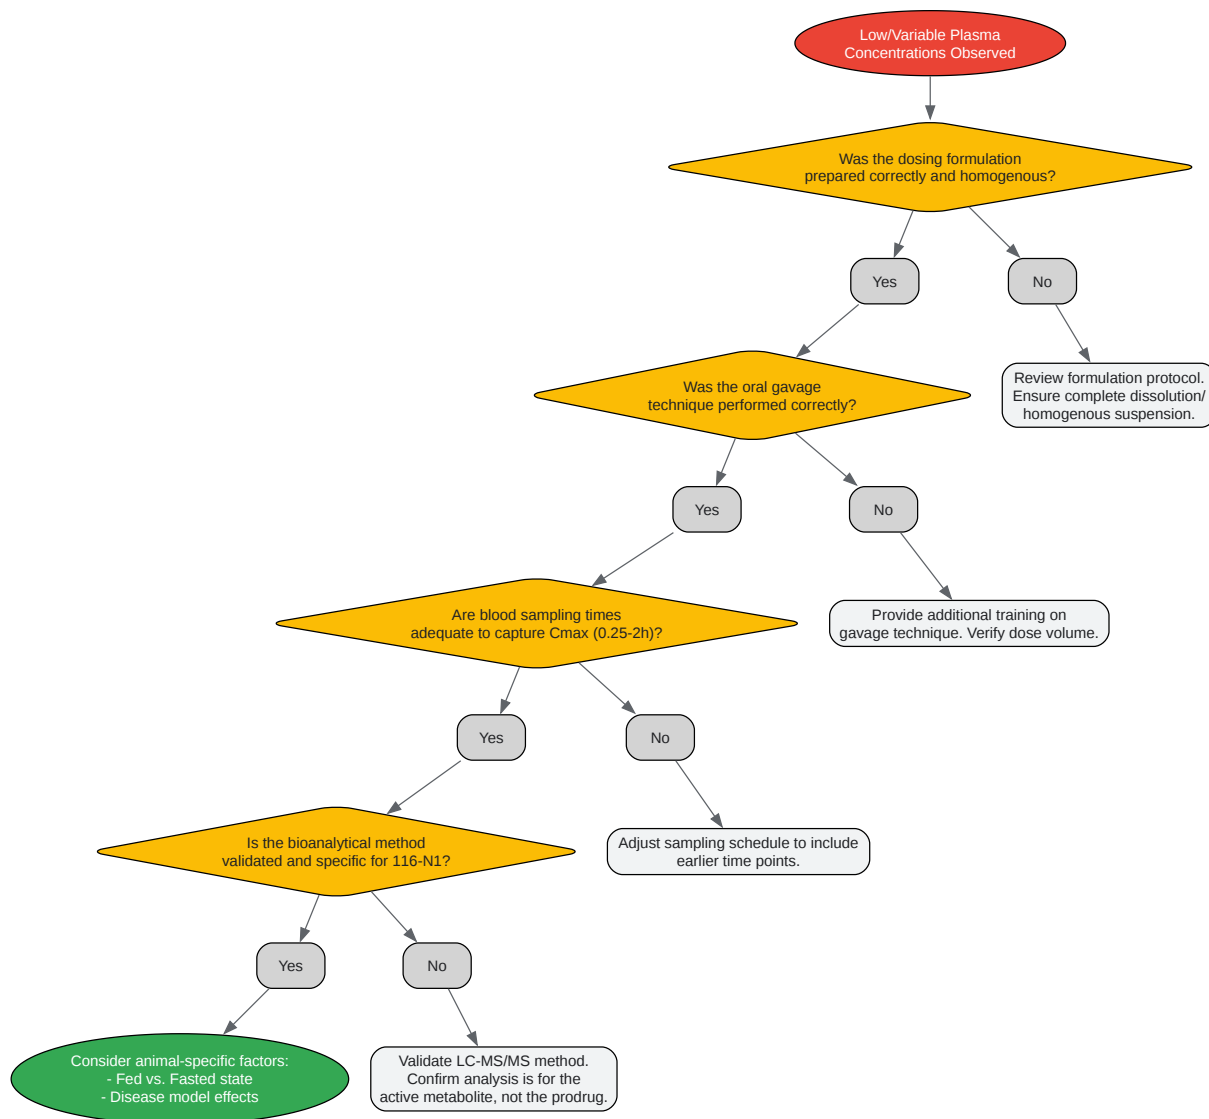 Low/Variable Plasma
Concentrations Observed
Was the dosing formulation
prepared correctly and homogenous?
Yes
No
Was the oral gavage
technique performed correctly?
Review formulation protocol.
Ensure complete dissolution/
homogenous suspension.
Yes
No
Are blood sampling times
adequate to capture Cmax (0.25-2h)?
Provide additional training on
gavage technique. Verify dose volume.
Yes
No
Is the bioanalytical method
validated and specific for 116-N1?
Adjust sampling schedule to include
earlier time points.
Yes
No
Consider animal-specific factors:
- Fed vs. Fasted state
- Disease model effects
Validate LC-MS/MS method.
Confirm analysis is for the
active metabolite, not the prodrug.